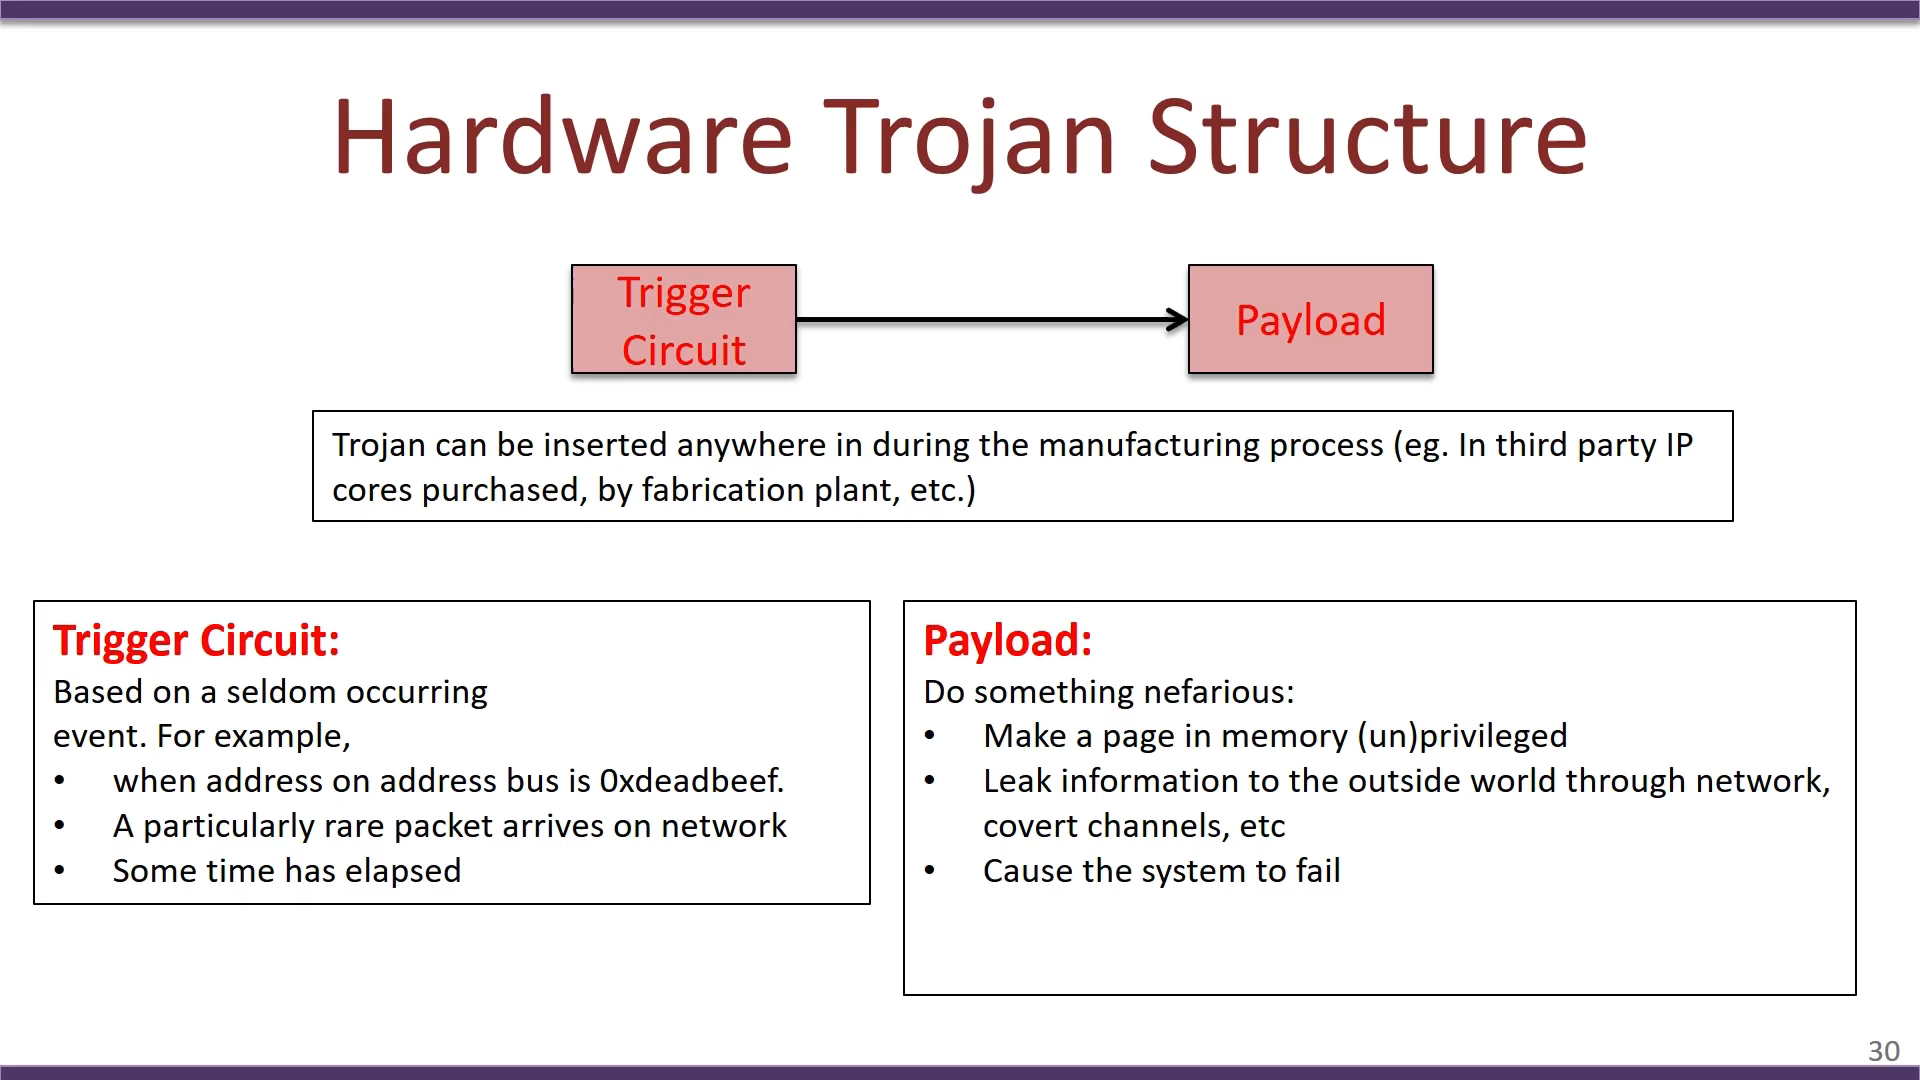 Hardware Trojan Structure
Trigger
Circuit
Payload
Trojan can be inserted anywhere in during the manufacturing process (eg. In third party IP
cores purchased, by fabrication plant, etc.)
Trigger Circuit:
Based on a seldom occurring
event. For example,
• when address on address bus is 0xdeadbeef.
• A particularly rare packet arrives on network
• Some time has elapsed
Payload:
Do something nefarious:
• Make a page in memory (un)privileged
• Leak information to the outside world through network,
covert channels, etc
• Cause the system to fail
30